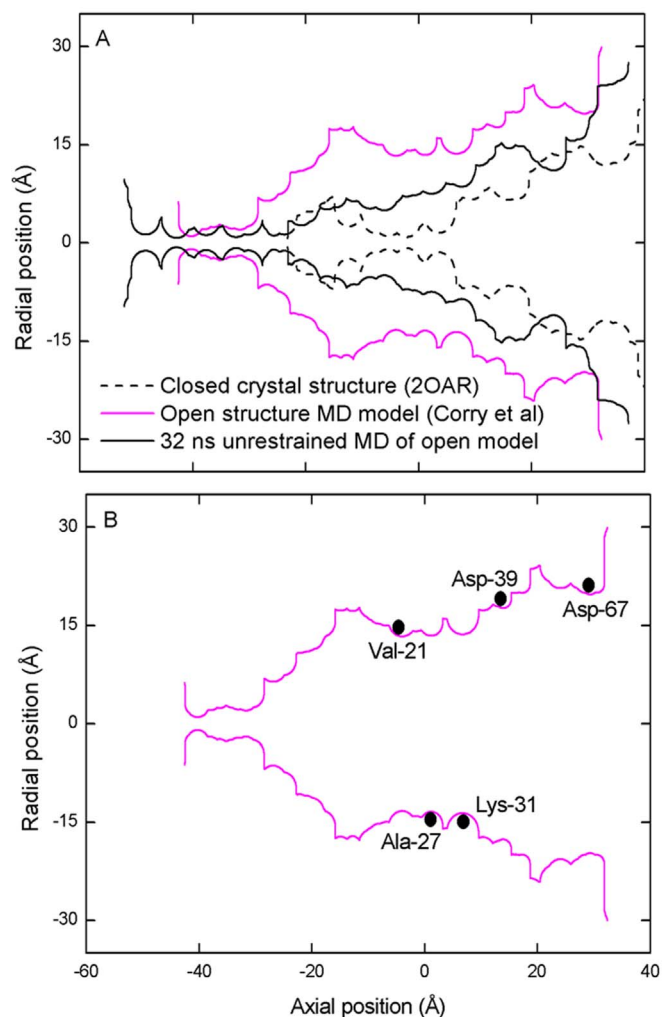 A
30
15
0
-15
-30
Radial position (Å)
Closed crystal structure (2OAR)
Open structure MD model (Corry et al)
32 ns unrestrained MD of open model
B
30
15
0
-15
-30
Radial position (Å)
Asp-39
Asp-67
Val-21
Lys-31
Ala-27
-60 -40 -20 0 20 40
Axial position (Å)